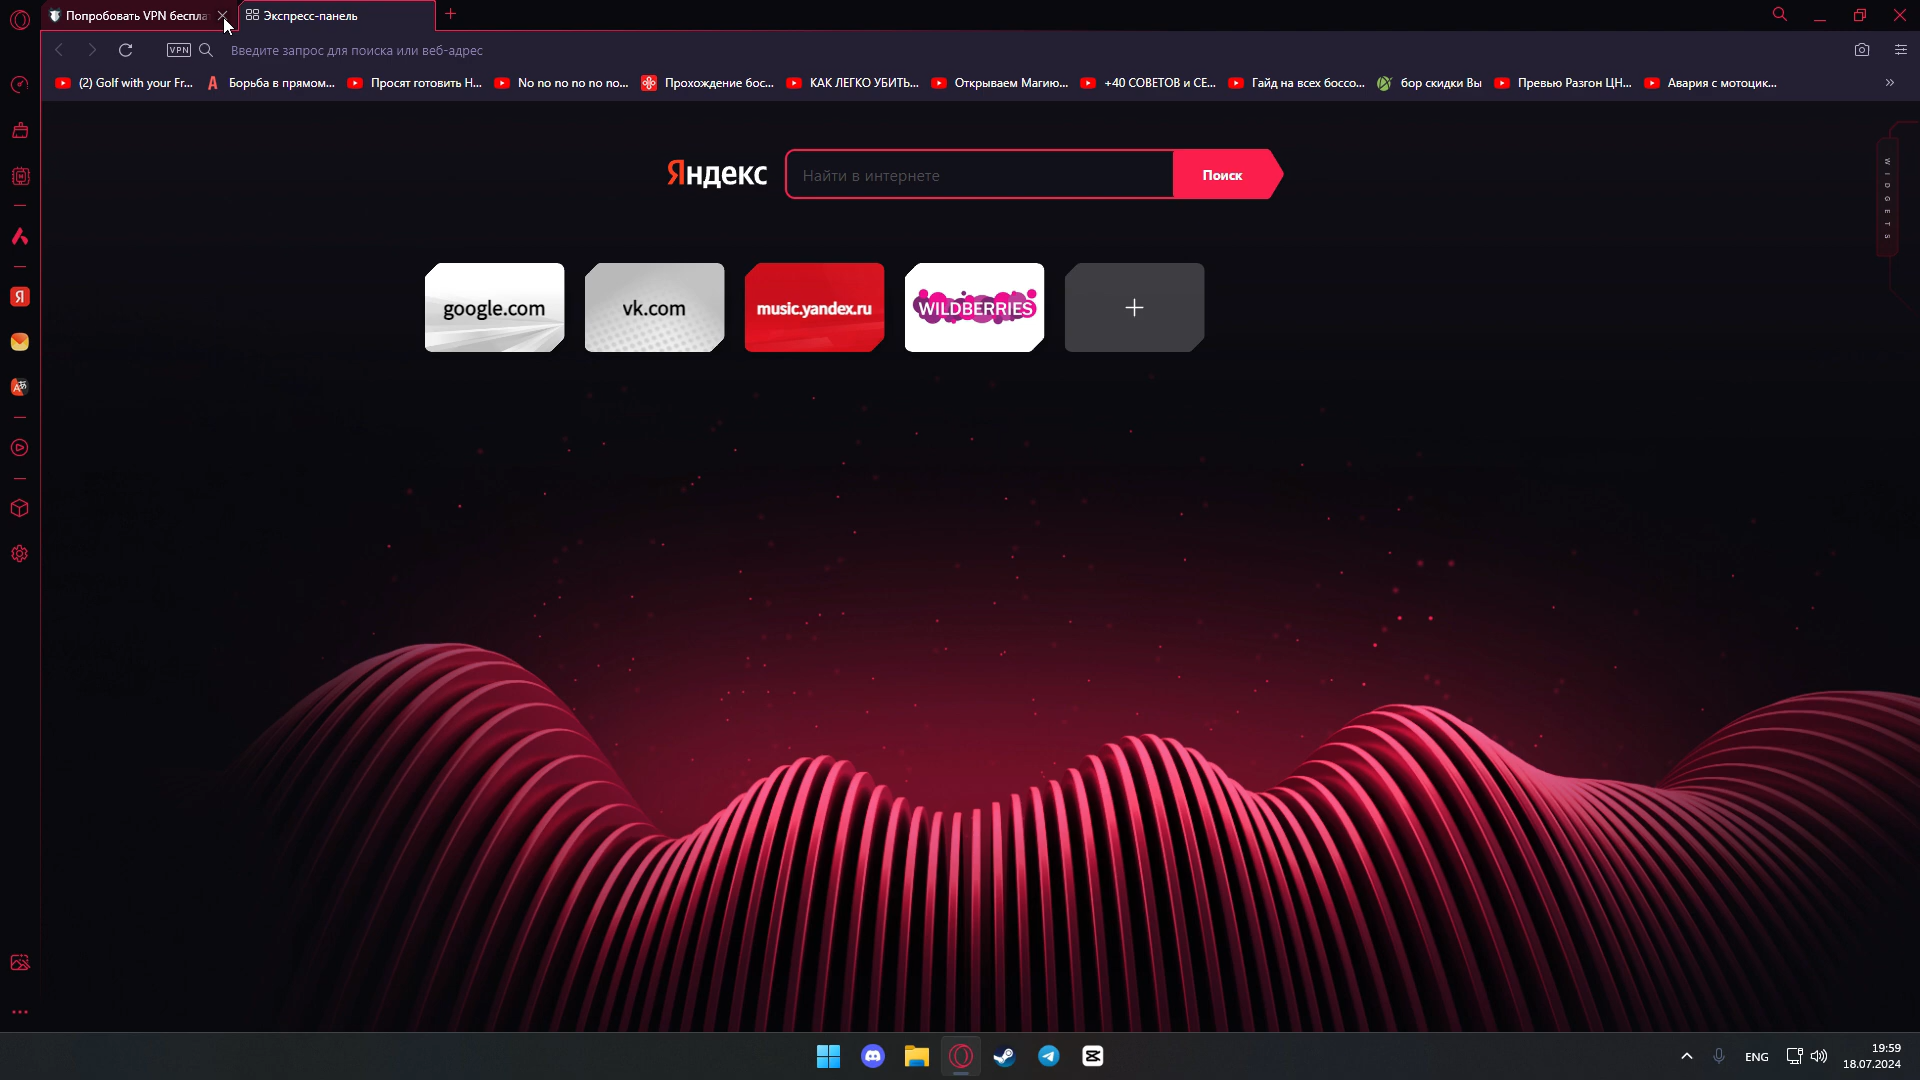 Попробовать VPN беспла
Экспресс-панель
VPN
Введите запрос для поиска или веб-адрес
(2) Golf with your Fr...
Борьба в прямом...
Просят готовить Н...
No no no no no no...
Прохождение бос...
КАК ЛЕГКО УБИТЬ...
Открываем Магию...
+40 СОВЕТОВ и СЕ...
Гайд на всех боссо...
бор скидки Вы
Превью Разгон ЦН...
Авария с мотоцик...
Яндекс
Найти в интернете
Поиск
WIDGETS
google.com
vk.com
music.yandex.ru
WILDBERRIES
Я
ENG
19:59
18.07.2024